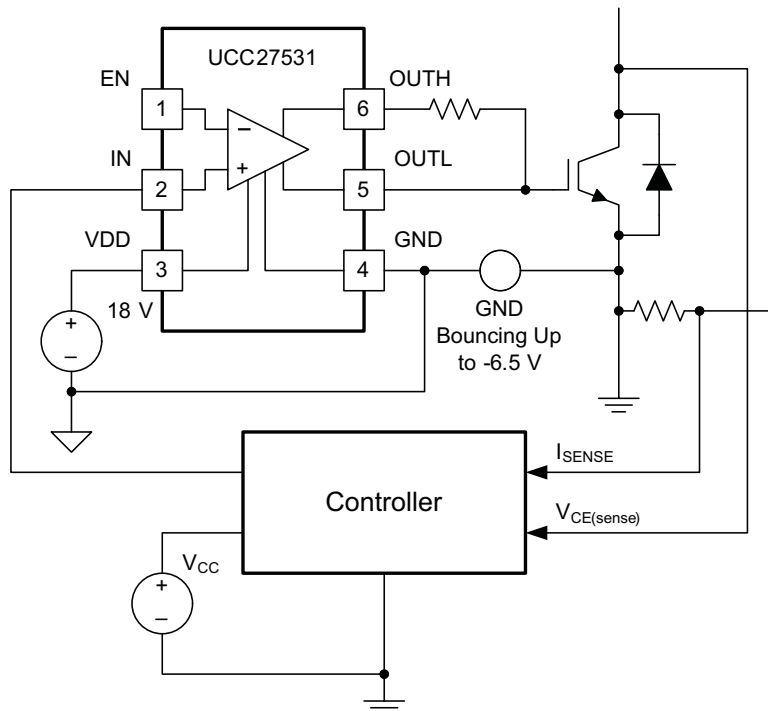 UCC27531
EN
OUTH
1
6
IN
OUTL
−
+
2
5
VDD
GND
3
4
18 V
+
−
GND
Bouncing Up
to -6.5 V
ISENSE
Controller
VCE(sense)
VCC
+
−